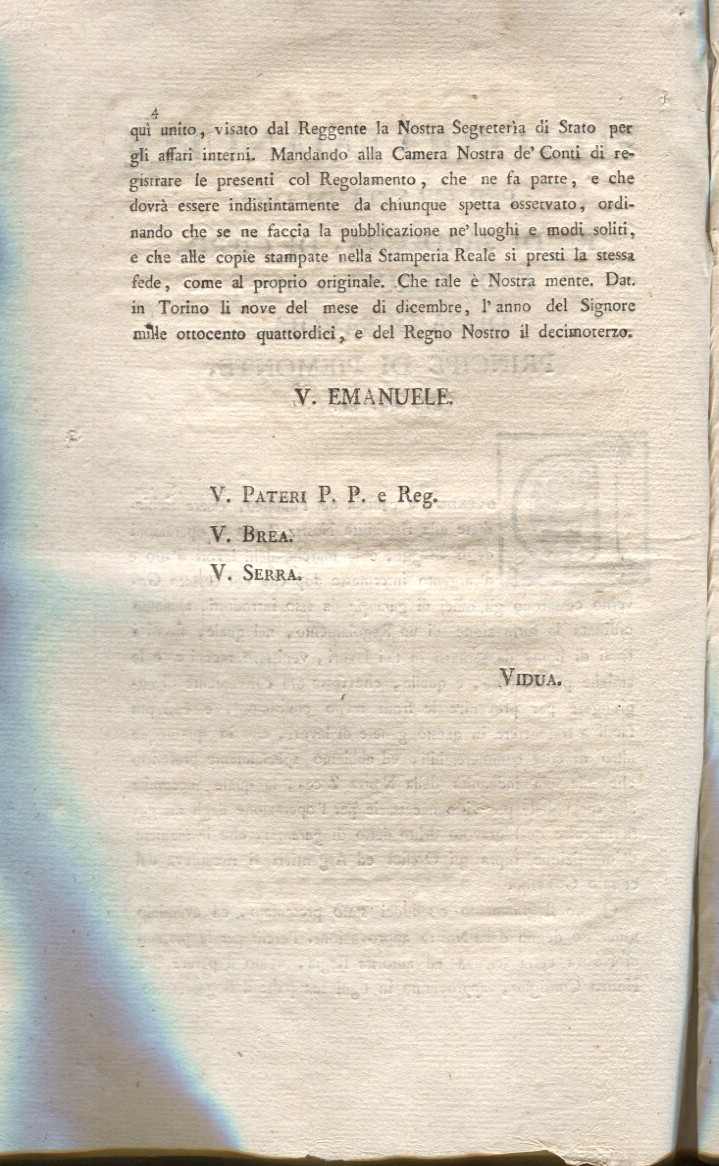 4
quì unito, visato dal Reggente la Nostra Segreterìa di Stato per
gli affari interni. Mandando alla Camera Nostra de' Conti di re-
gistrare le presenti col Regolamento, che ne fa parte, e che
dovrà essere indistintamente da chiunque spetta osservato, ordi-
nando che se ne faccia la pubblicazione ne' luoghi e modi soliti,
e che alle copie stampate nella Stamperia Reale si presti la stessa
fede, come al proprio originale. Che tale è Nostra mente. Dat.
in Torino li nove del mese di dicembre, l'anno del Signore
mille ottocento quattordici, e del Regno Nostro il decimoterzo.
V. EMANUELE.
V. PATERI P. P. e Reg.
V. BREA.
V. SERRA.
VIDUA.